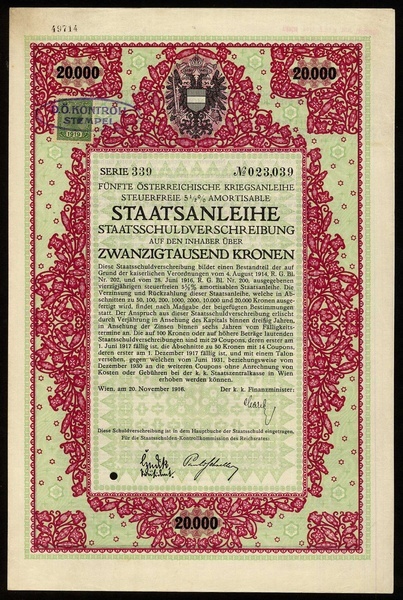 49714
20.000
20.000
D.Ö. KONTROLL
STEMPEL
1919
SERIE 339 № 023,039
FÜNFTE ÖSTERREICHISCHE KRIEGSANLEIHE
STEUERFREIE 5½% AMORTISABLE
STAATSANLEIHE
STAATSSCHULDVERSCHREIBUNG
AUF DEN INHABER ÜBER
ZWANZIGTAUSEND KRONEN
Diese Staatsschuldverschreibung bildet einen Bestandteil der auf
Grund der kaiserlichen Verordnungen vom 4. August 1914, R. G. Bl.
Nr. 202, und vom 28. Juni 1916, R. G. Bl. Nr. 200, ausgegebenen
vierzigjährigen steuerfreien 5½% amortisablen Staatsanleihe. Die
Verzinsung und Rückzahlung dieser Staatsanleihe, welche in Ab-
schnitten zu 50, 100, 200, 1000, 2000, 10.000 und 20.000 Kronen ausge-
fertigt wird, findet nach Maßgabe der beigefügten Bestimmungen
statt. Der Anspruch aus dieser Staatsschuldverschreibung erlischt
durch Verjährung in Ansehung des Kapitals binnen dreißig Jahren,
in Ansehung der Zinsen binnen sechs Jahren vom Fälligkeits-
termine an. Die auf 100 Kronen oder auf höhere Beträge lautenden
Staatsschuldverschreibungen sind mit 29 Coupons, deren erster am
1. Juni 1917 fällig ist, die Abschnitte zu 50 Kronen mit 14 Coupons,
deren erster am 1. Dezember 1917 fällig ist, und mit einem Talon
versehen, gegen welchen vom Juni 1931, beziehungsweise vom
Dezember 1930 an die weiteren Coupons ohne Anrechnung von
Kosten oder Gebühren bei der k. k. Staatszentralkasse in Wien
erhoben werden können.
Wien, am 20. November 1916. Der k. k. Finanzminister:
Diese Schuldverschreibung ist in dem Hauptbuche der Staatsschuld eingetragen.
Für die Staatsschulden-Kontrollkommission des Reichsrates:
20.000